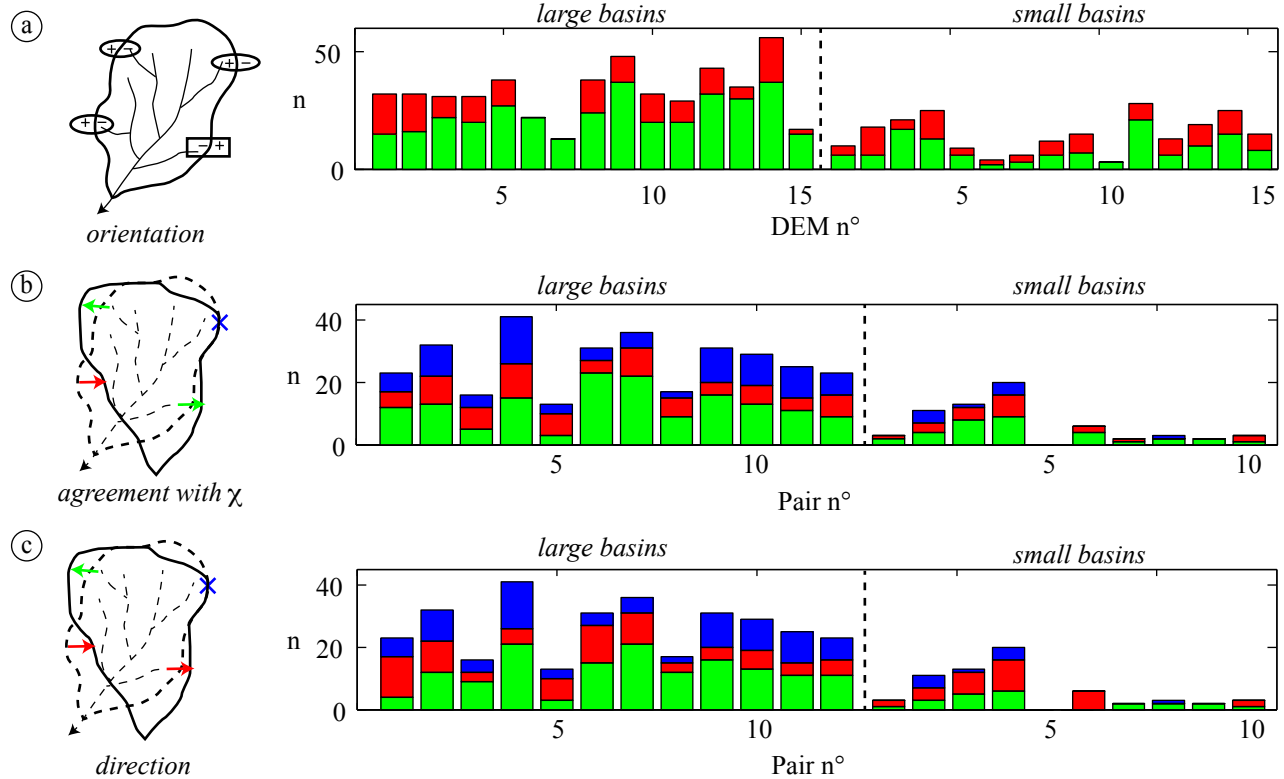 a
+ -
+ -
+ -
- +
orientation
large basins
small basins
n
50
0
5
10
15
5
10
15
DEM n°
b
agreement with χ
large basins
small basins
n
40
20
0
5
10
5
10
Pair n°
c
direction
large basins
small basins
n
40
20
0
5
10
5
10
Pair n°